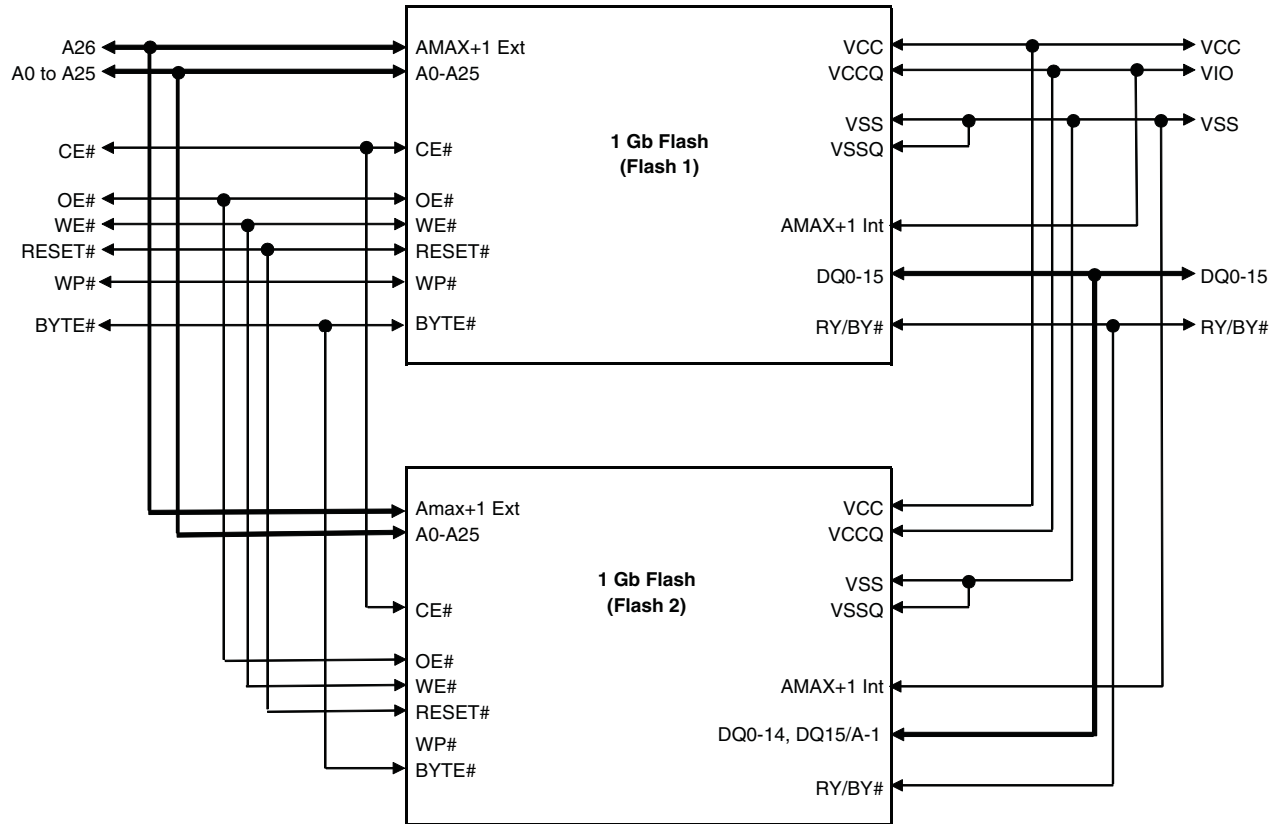 A26
A0 to A25
CE#
OE#
WE#
RESET#
WP#
BYTE#
AMAX+1 Ext
A0-A25
CE#
OE#
WE#
RESET#
WP#
BYTE#
1 Gb Flash
(Flash 1)
VCC
VCCQ
VSS
VSSQ
AMAX+1 Int
DQ0-15
RY/BY#
VCC
VIO
VSS
DQ0-15
RY/BY#
Amax+1 Ext
A0-A25
CE#
OE#
WE#
RESET#
WP#
BYTE#
1 Gb Flash
(Flash 2)
VCC
VCCQ
VSS
VSSQ
AMAX+1 Int
DQ0-14, DQ15/A-1
RY/BY#